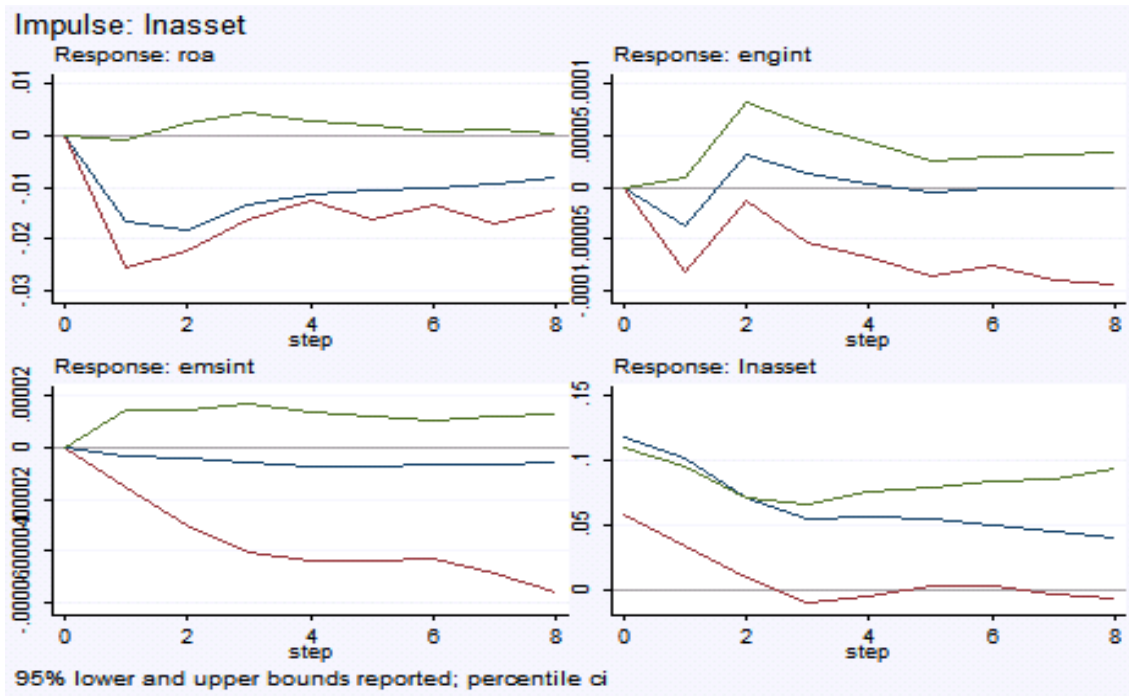 Impulse: lnasset
Response: roa
.01
0
-.01
-.02
-.03
0 2 4 6 8
step
Response: engint
.0001
.00005
0
-.00005
-.0001
0 2 4 6 8
step
Response: emsint
.00002
0
0 2 4 6 8
step
Response: lnasset
.15
.1
.05
0
0 2 4 6 8
step
95% lower and upper bounds reported; percentile ci